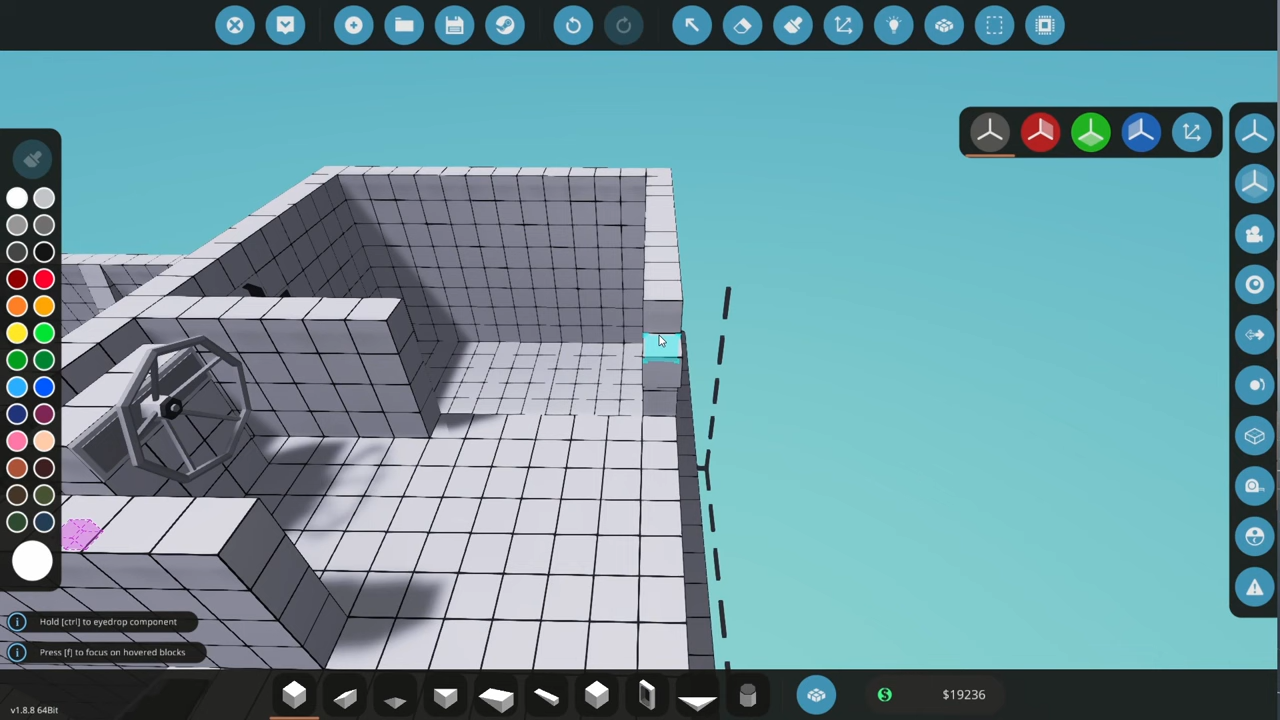 Hold [ctrl] to eyedrop component
Press [f] to focus on hovered blocks
$19236
v1.8.8 64Bit